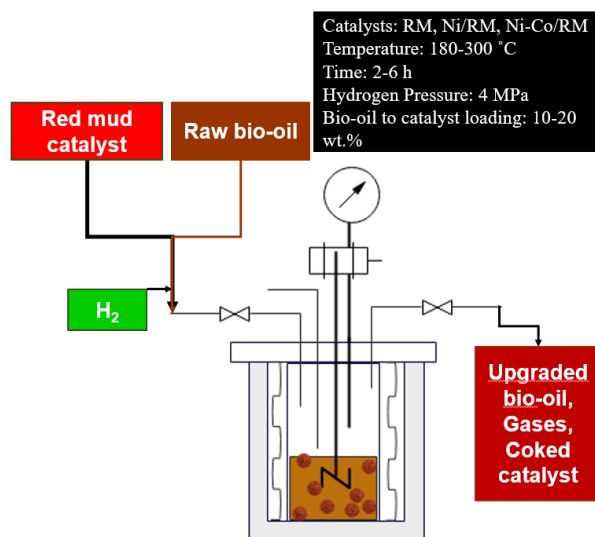 Catalysts: RM, Ni/RM, Ni-Co/RM
Temperature: 180-300 ˚C
Time: 2-6 h
Hydrogen Pressure: 4 MPa
Bio-oil to catalyst loading: 10-20
wt.%
Red mud
catalyst
Raw bio-oil
H₂
Upgraded
bio-oil,
Gases,
Coked
catalyst